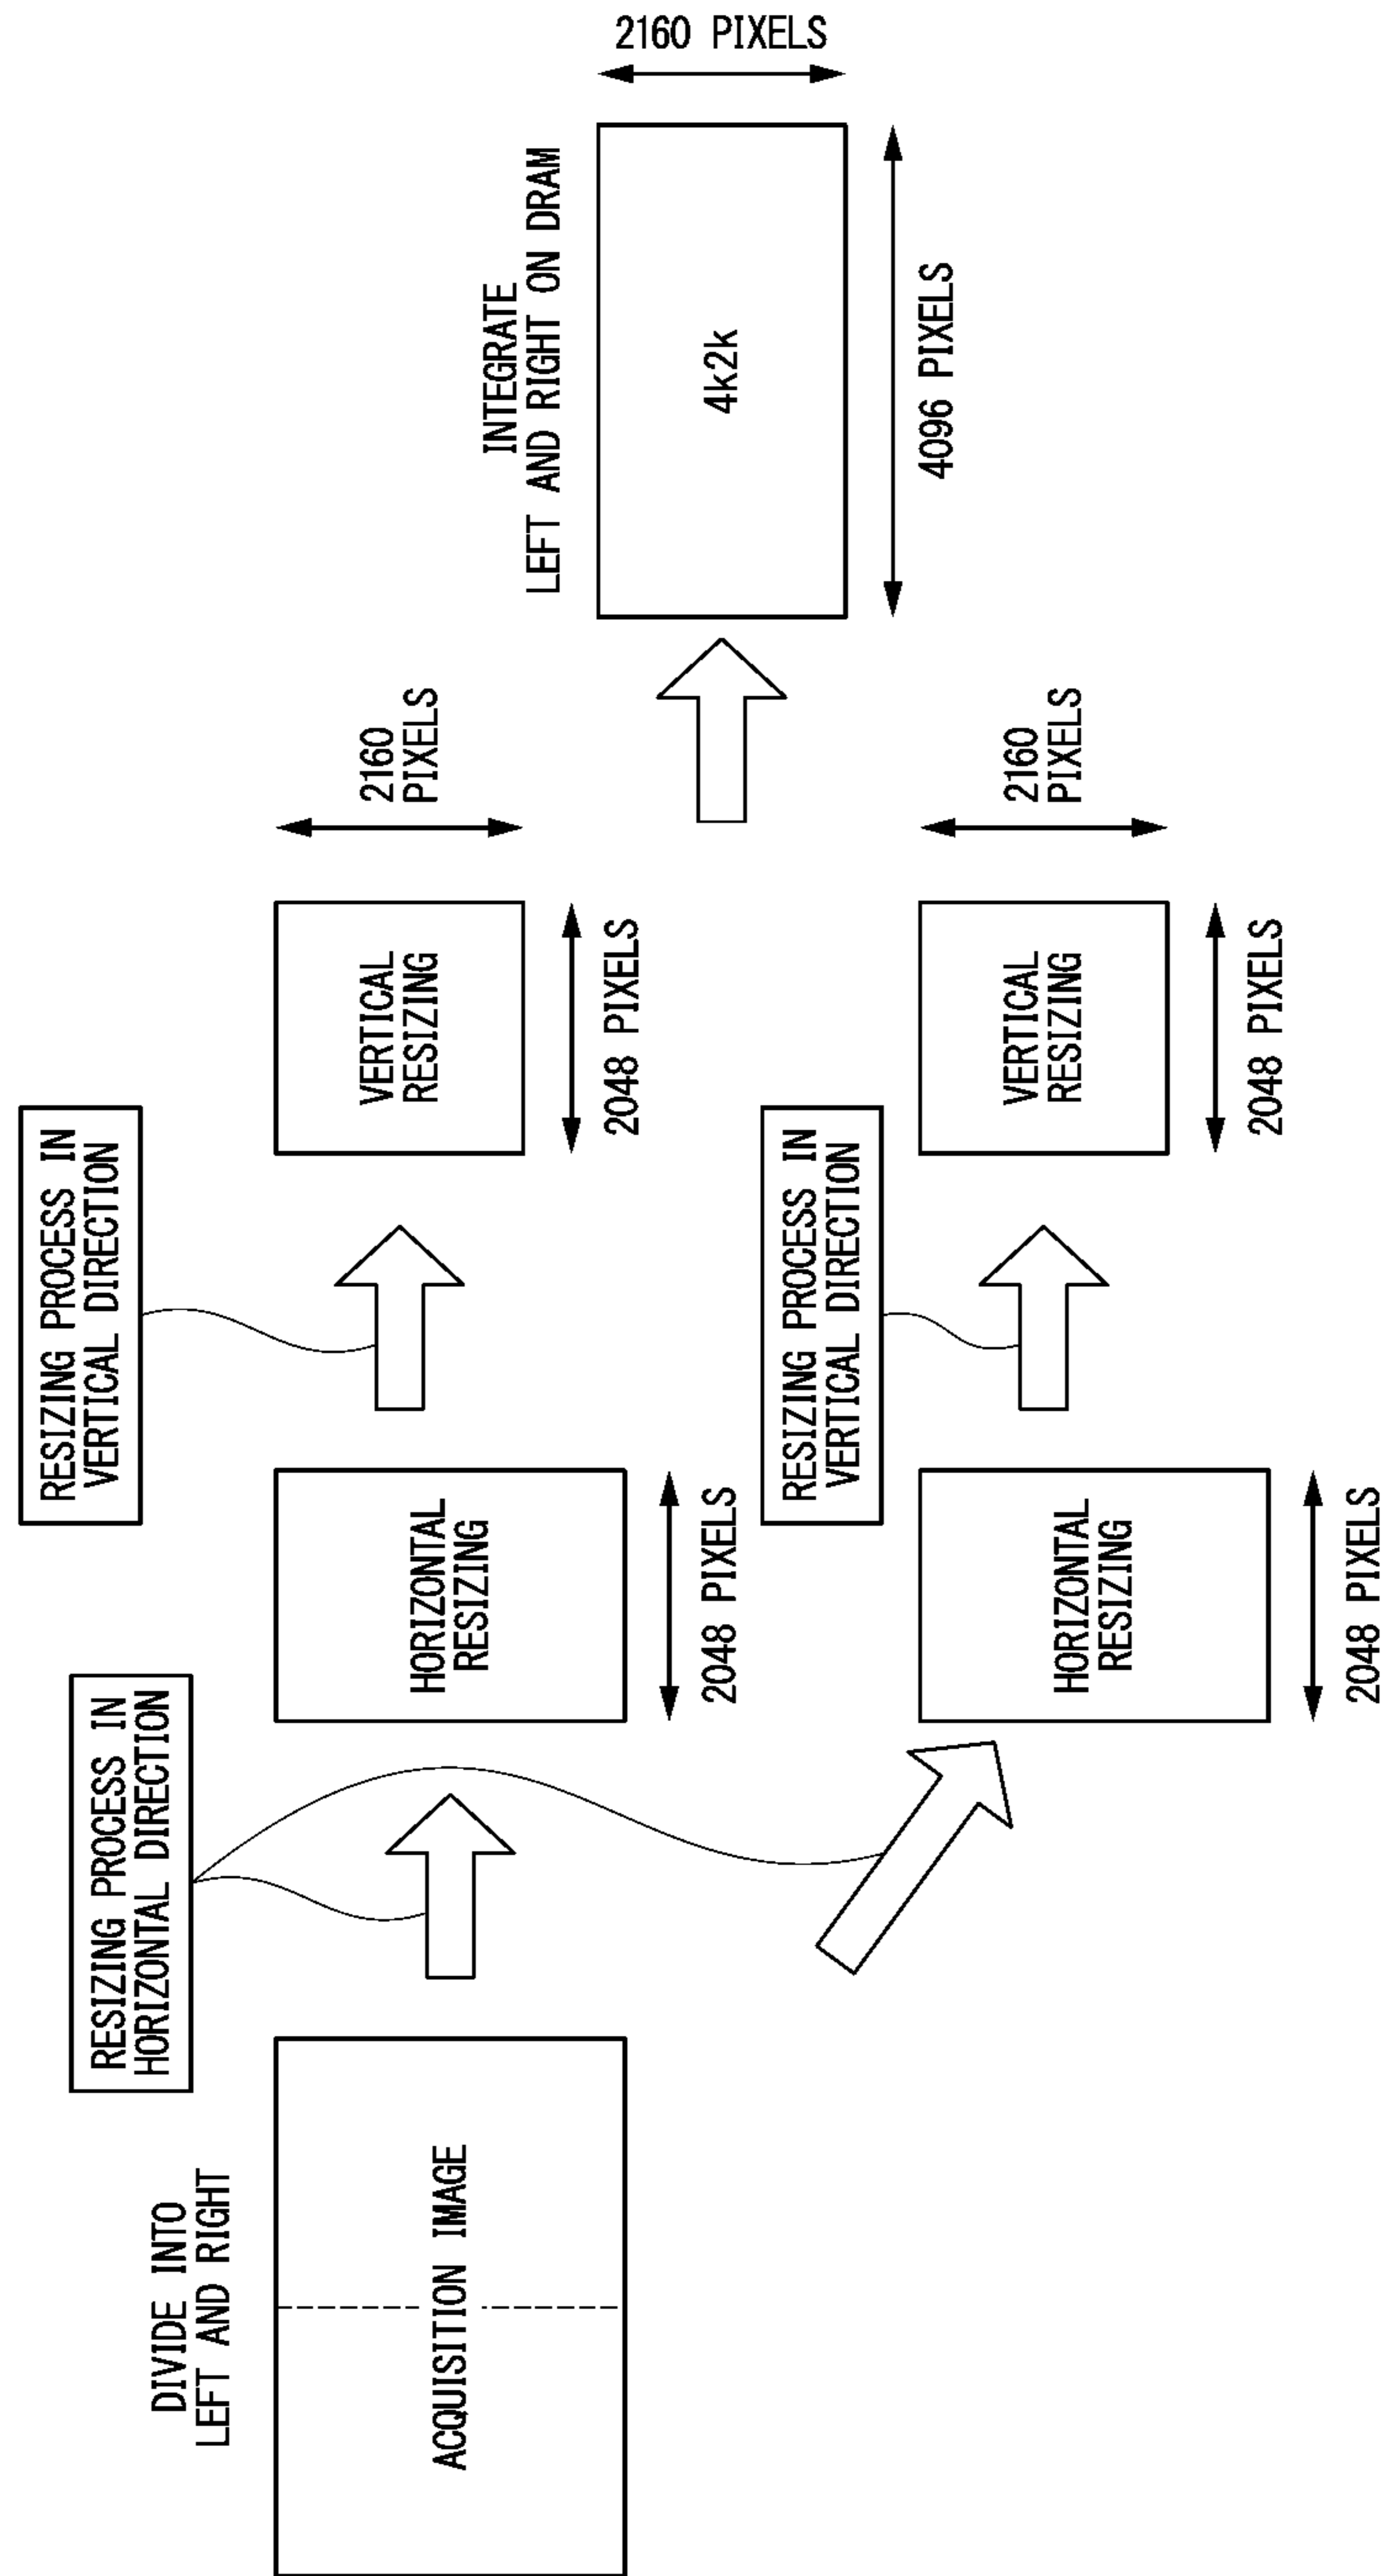 DIVIDE INTO
LEFT AND RIGHT
ACQUISITION IMAGE
RESIZING PROCESS IN
HORIZONTAL DIRECTION
HORIZONTAL
RESIZING
2048 PIXELS
HORIZONTAL
RESIZING
2048 PIXELS
RESIZING PROCESS IN
VERTICAL DIRECTION
RESIZING PROCESS IN
VERTICAL DIRECTION
VERTICAL
RESIZING
2048 PIXELS
2160
PIXELS
VERTICAL
RESIZING
2048 PIXELS
2160
PIXELS
INTEGRATE
LEFT AND RIGHT ON DRAM
4k2k
4096 PIXELS
2160 PIXELS